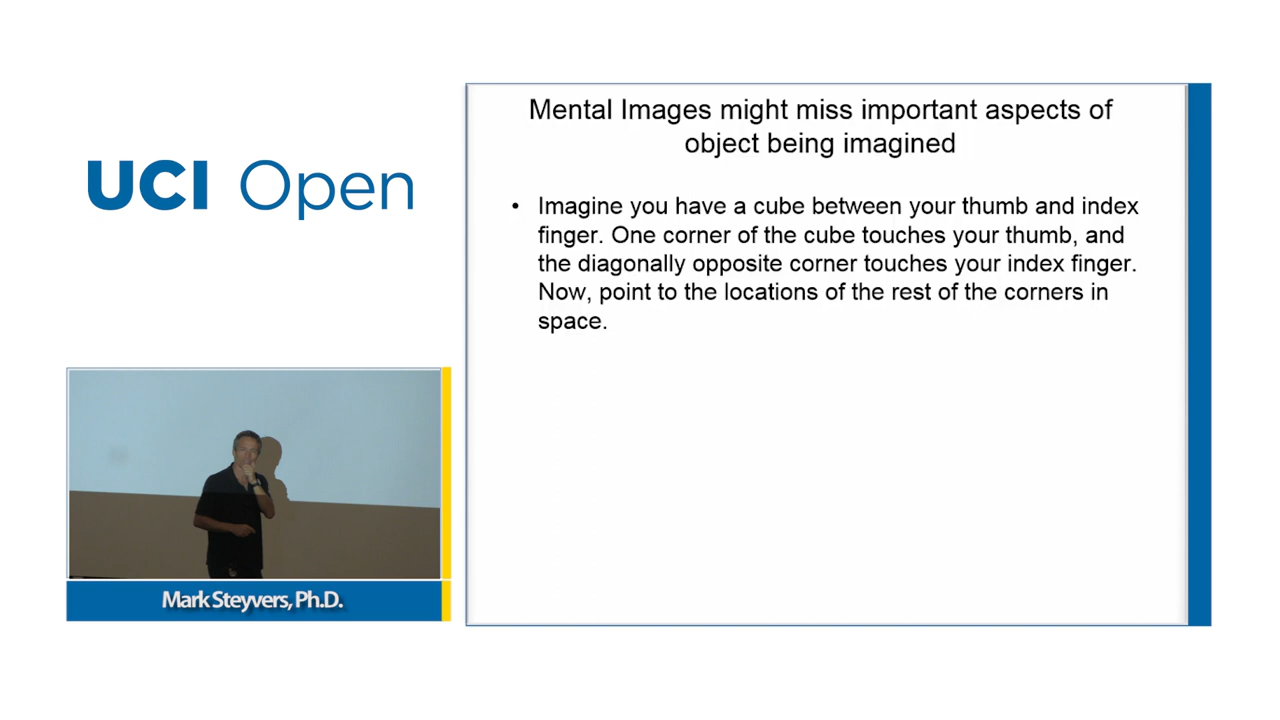 UCI Open
Mental Images might miss important aspects of
object being imagined
• Imagine you have a cube between your thumb and index
finger. One corner of the cube touches your thumb, and
the diagonally opposite corner touches your index finger.
Now, point to the locations of the rest of the corners in
space.
Mark Steyvers, Ph.D.